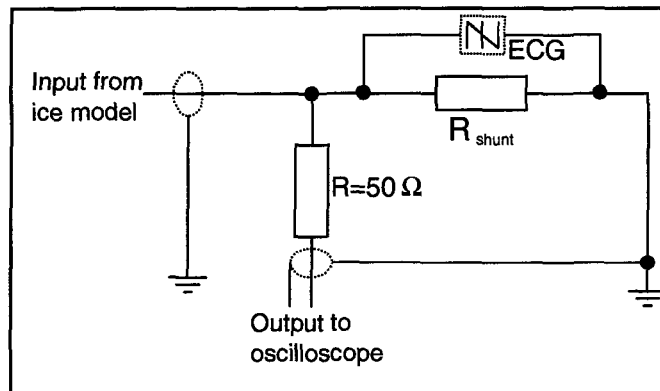 ECG
Input from
ice model
R shunt
R=50 Ω
Output to
oscilloscope